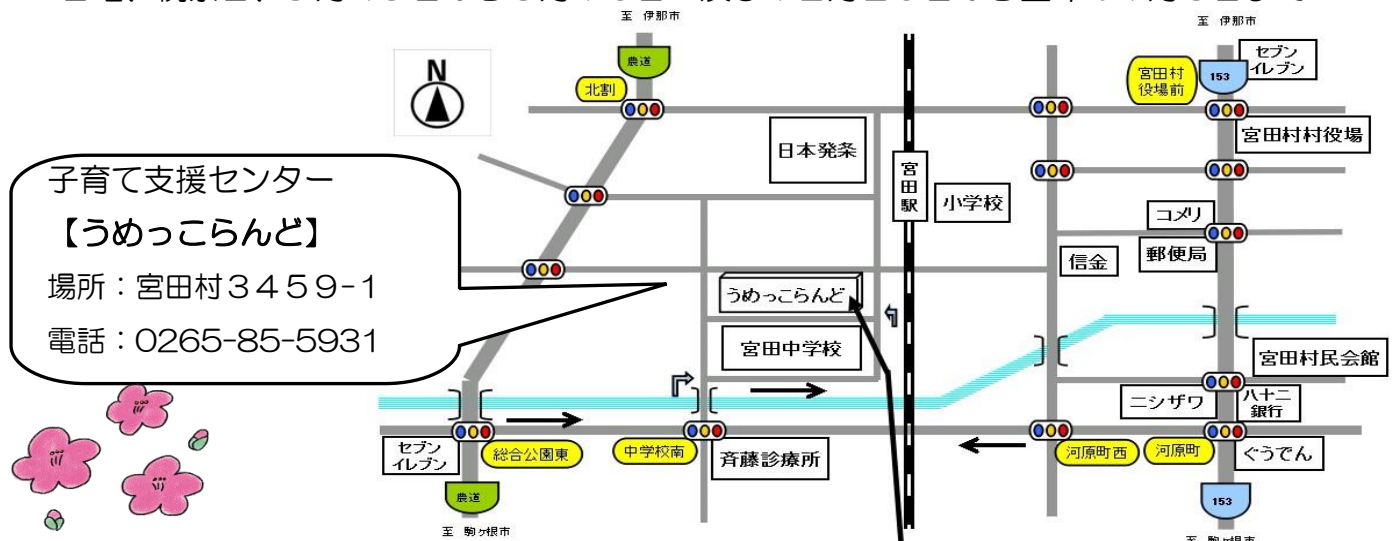 至 伊那市
至 伊那市
農道
153
セブン
イレブン
北割
宮田村
役場前
N
日本発条
宮田村村役場
子育て支援センター
【うめっこらんど】
場所：宮田村３４５９-１
電話：0265-85-5931
宮田駅
小学校
コメリ
信金
郵便局
うめっこらんど
宮田中学校
宮田村民会館
ニシザワ
八十二
銀行
セブン
イレブン
総合公園東
中学校南
斉藤診療所
河原町西
河原町
ぐうでん
農道
153
至 駒ヶ根市
至 駒ヶ根市